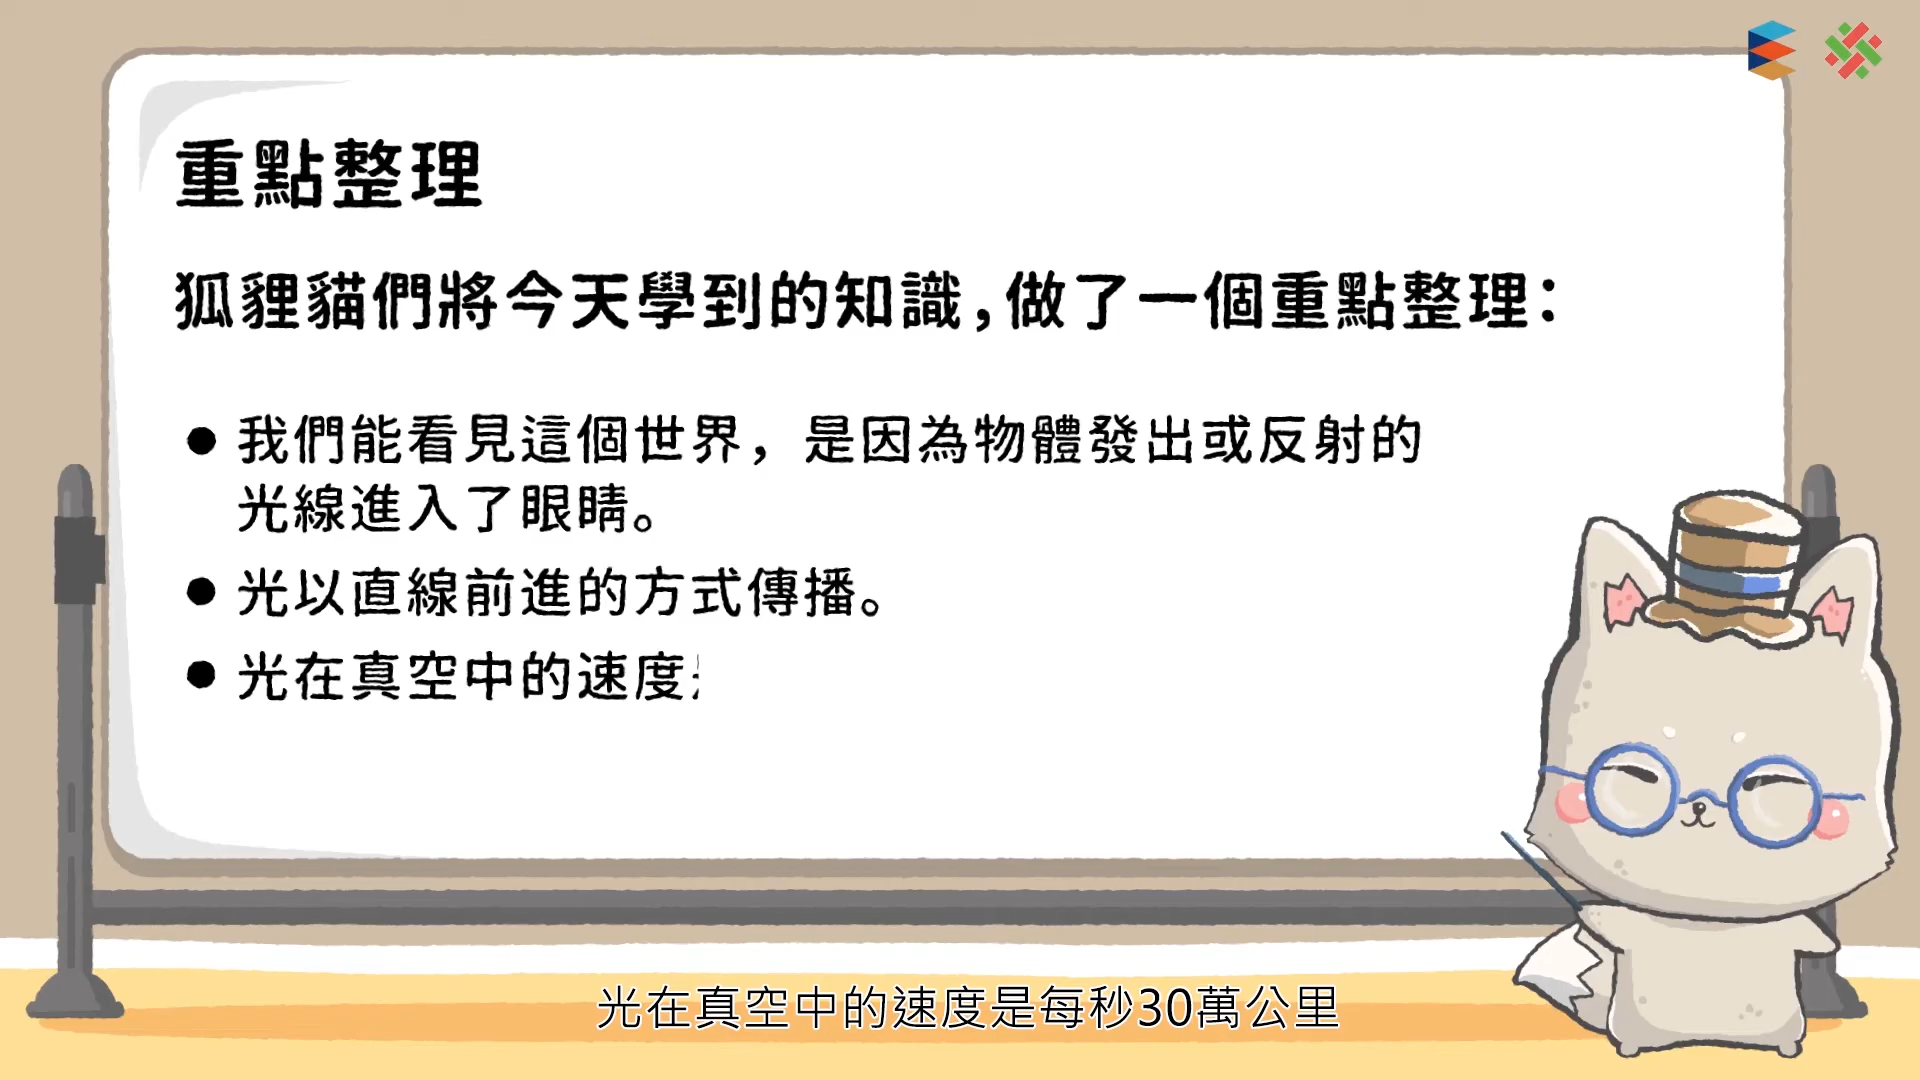 重點整理
狐貍貓們將今天學到的知識,做了一個重點整理:
● 我們能看見這個世界，是因為物體發出或反射的
光線進入了眼睛。
● 光以直線前進的方式傳播。
● 光在真空中的速度
光在真空中的速度是每秒30萬公里